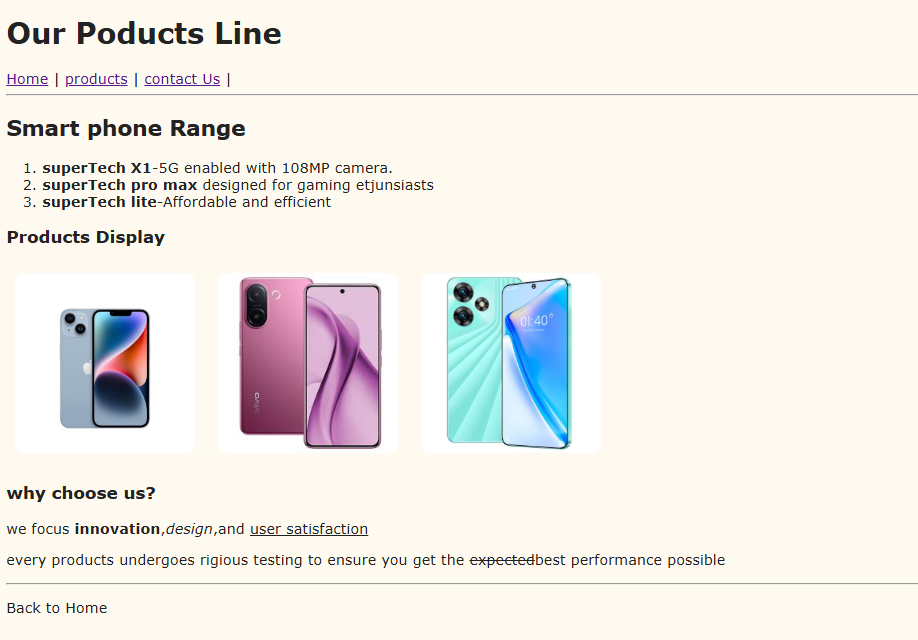 Our Poducts Line
Home | products | contact Us |
Smart phone Range
1. superTech X1-5G enabled with 108MP camera.
2. superTech pro max designed for gaming etjunsiasts
3. superTech lite-Affordable and efficient
Products Display
vivo
01:40
why choose us?
we focus innovation,design,and user satisfaction
every products undergoes rigious testing to ensure you get the expectedbest performance possible
Back to Home